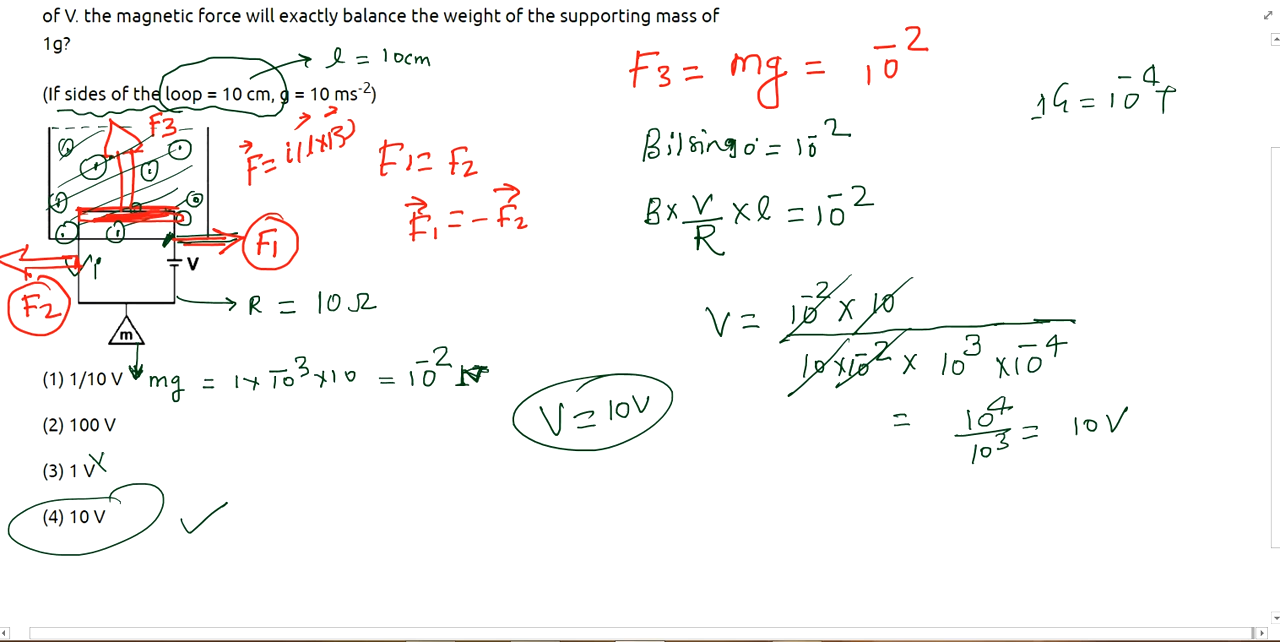 of V. the magnetic force will exactly balance the weight of the supporting mass of
1g?
l = 10cm
(If sides of the loop = 10 cm, g = 10 ms⁻²)
F3
F⃗ = i(l⃗×B⃗)
F1 = F2
F⃗1 = −F⃗2
F1
F2
V
R = 10Ω
m
(1) 1/10 V
mg = 1×10⁻³×10 = 10⁻² N
(2) 100 V
(3) 1 V
(4) 10 V
V = 10V
F3 = mg = 10⁻²
1G = 10⁻⁴T
Bilsin90° = 10⁻²
B × V/R × l = 10⁻²
V = 10⁻² × 10
10×10⁻² × 10³ ×10⁻⁴
= 10⁴/10³ = 10V